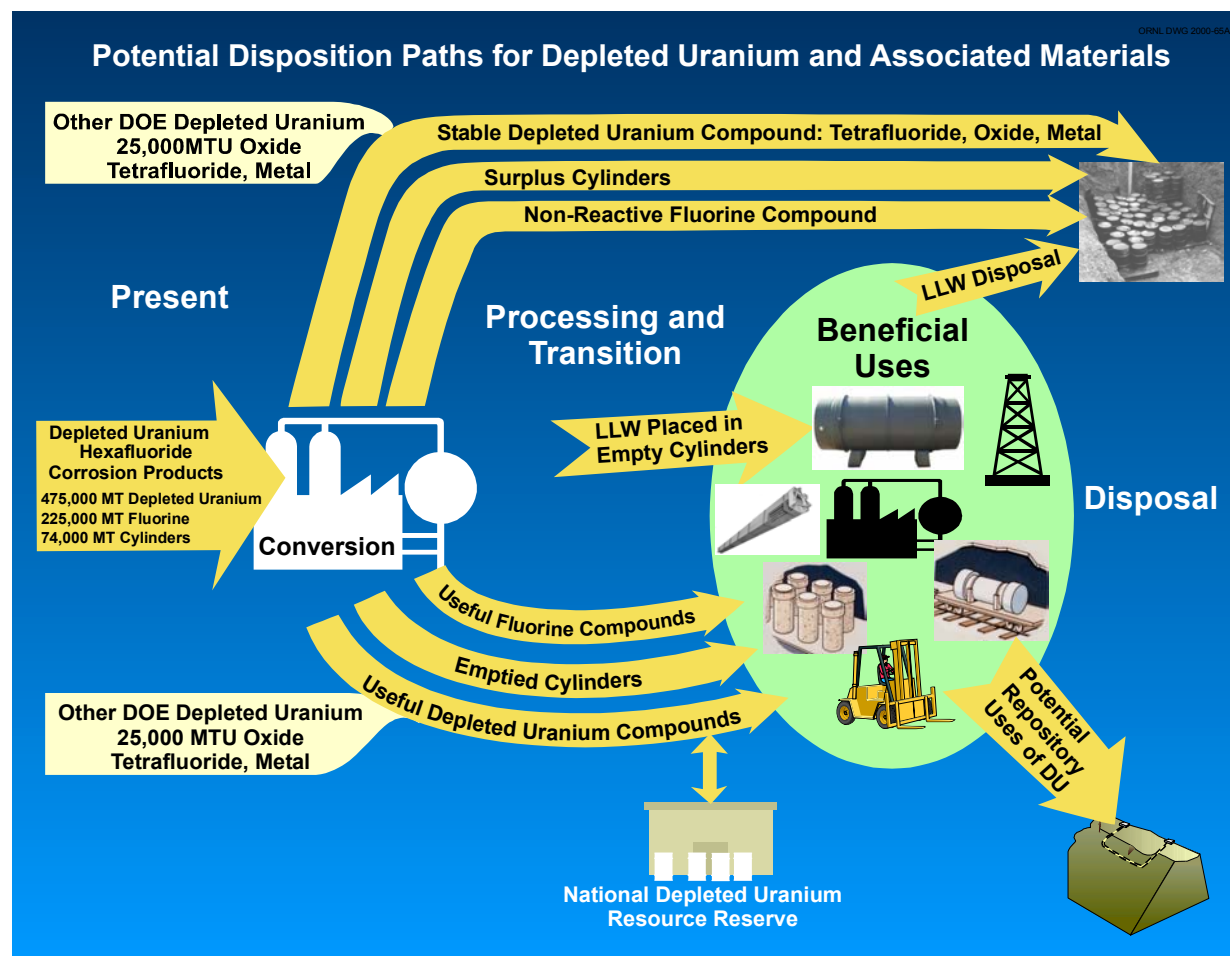 ORNL DWG 2000-65A
Potential Disposition Paths for Depleted Uranium and Associated Materials
Other DOE Depleted Uranium
25,000MTU Oxide
Tetrafluoride, Metal
Stable Depleted Uranium Compound: Tetrafluoride, Oxide, Metal
Surplus Cylinders
Non-Reactive Fluorine Compound
LLW Disposal
Present
Processing and
Transition
Beneficial
Uses
LLW Placed in
Empty Cylinders
Disposal
Depleted Uranium
Hexafluoride
Corrosion Products
475,000 MT Depleted Uranium
225,000 MT Fluorine
74,000 MT Cylinders
Conversion
Useful Fluorine Compounds
Emptied Cylinders
Useful Depleted Uranium Compounds
Other DOE Depleted Uranium
25,000 MTU Oxide
Tetrafluoride, Metal
Potential
Repository
Uses of DU
National Depleted Uranium
Resource Reserve